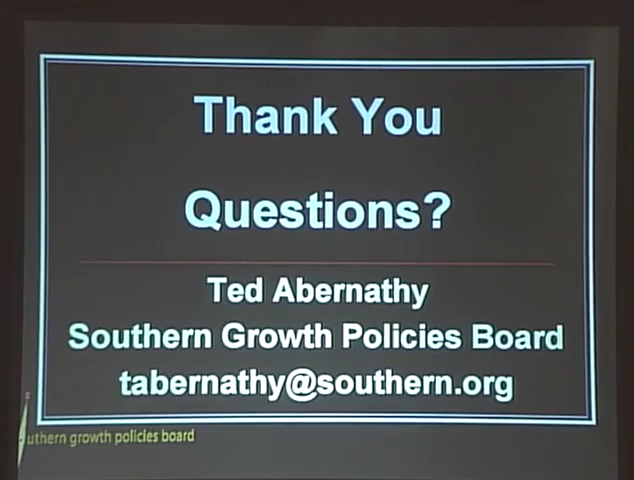 Thank You
Questions?
Ted Abernathy
Southern Growth Policies Board
tabernathy@southern.org
uthern growth policies board